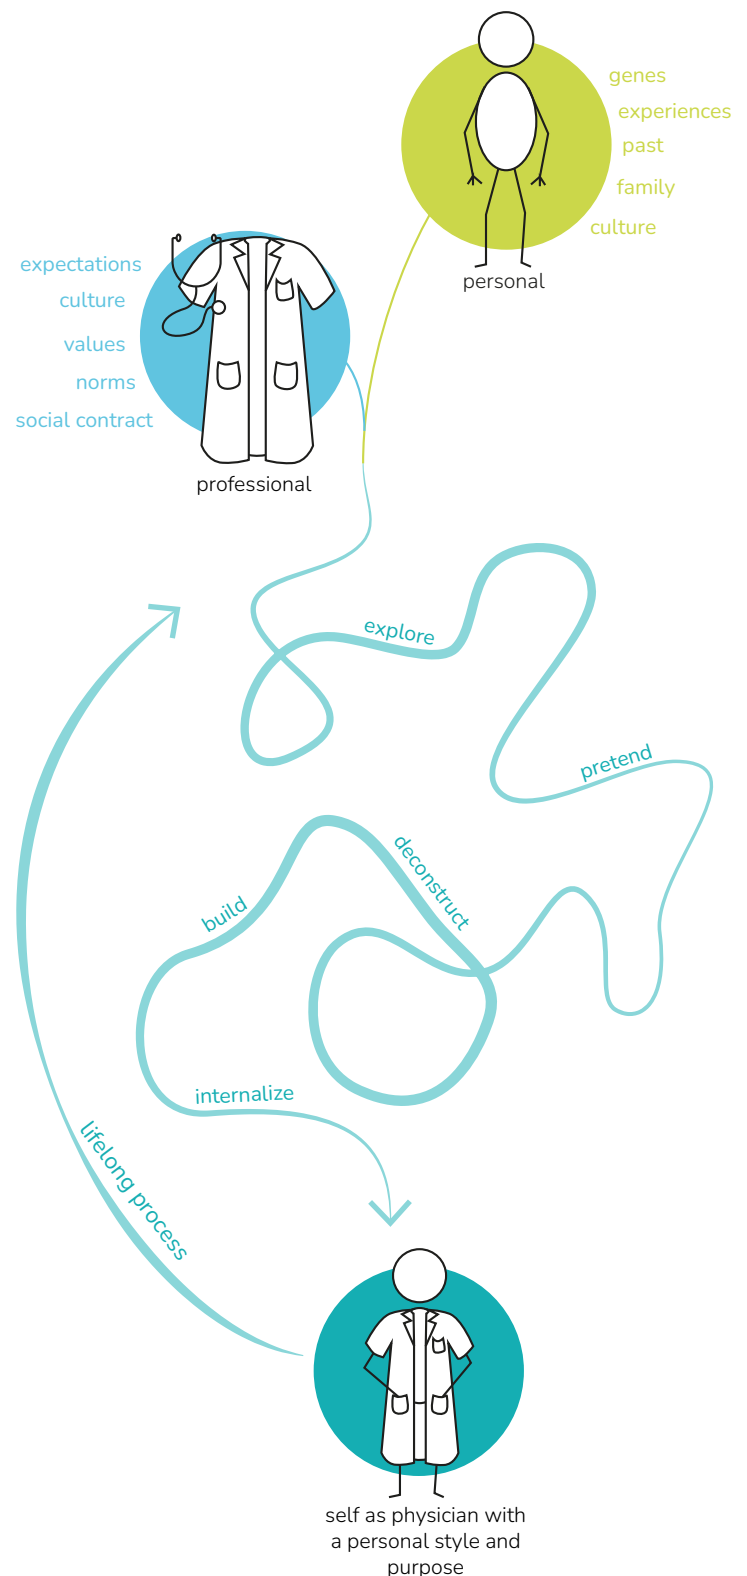 genes
experiences
past
family
culture
personal
expectations
culture
values
norms
social contract
professional
explore
pretend
deconstruct
build
internalize
lifelong process
self as physician with
a personal style and
purpose